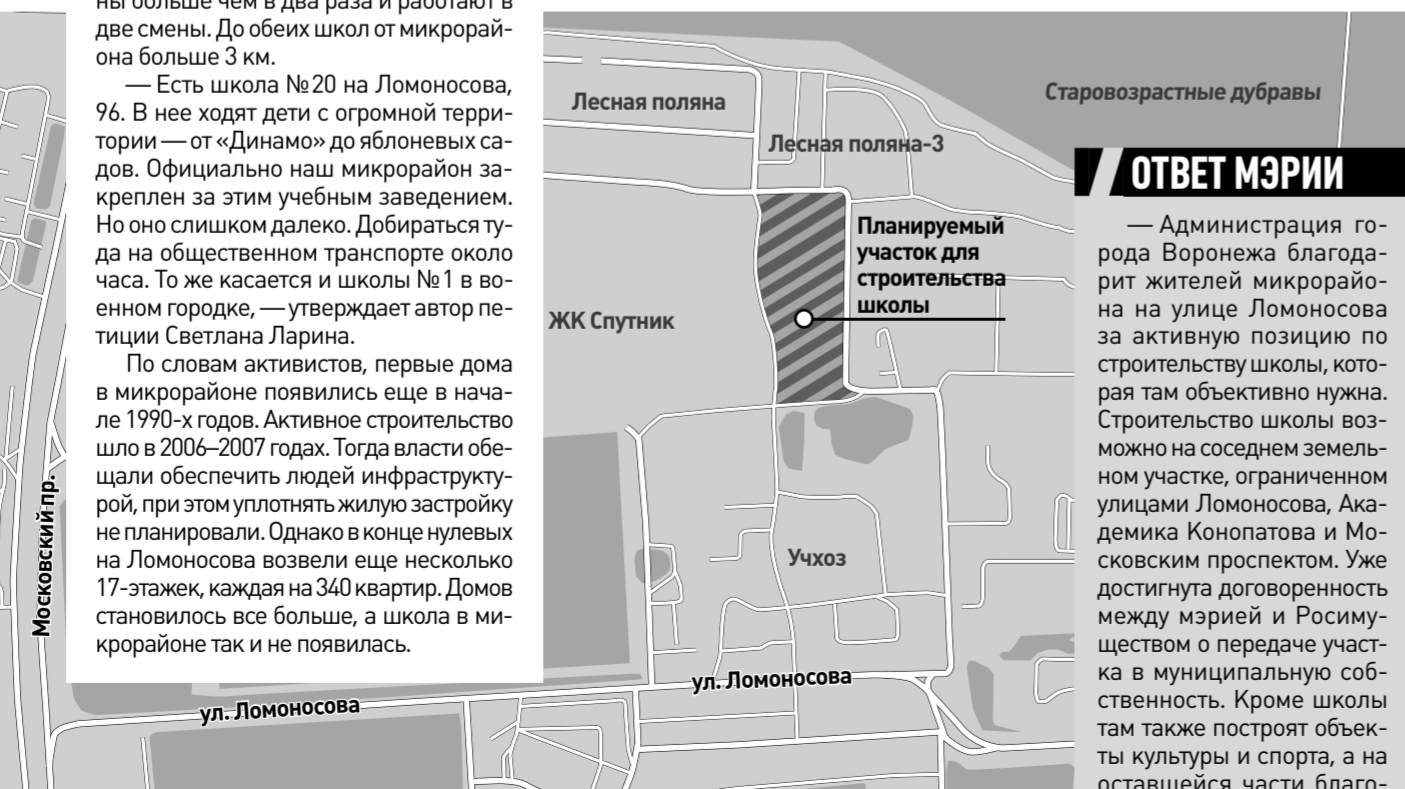 ны больше чем в два раза и работают в
две смены. До обеих школ от микрорай-
она больше 3 км.
— Есть школа №20 на Ломоносова,
96. В нее ходят дети с огромной терри-
тории — от «Динамо» до яблоневых са-
дов. Официально наш микрорайон за-
креплен за этим учебным заведением.
Но оно слишком далеко. Добираться ту-
да на общественном транспорте около
часа. То же касается и школы №1 в во-
енном городке, — утверждает автор пе-
тиции Светлана Ларина.
По словам активистов, первые дома
в микрорайоне появились еще в нача-
ле 1990-х годов. Активное строительство
шло в 2006–2007 годах. Тогда власти обе-
щали обеспечить людей инфраструкту-
рой, при этом уплотнять жилую застройку
не планировали. Однако в конце нулевых
на Ломоносова возвели еще несколько
17-этажек, каждая на 340 квартир. Домов
становилось все больше, а школа в ми-
крорайоне так и не появилась.
Московский пр.
ул. Ломоносова
Лесная поляна
Лесная поляна-3
Старовозрастные дубравы
Планируемый
участок для
строительства
школы
ЖК Спутник
Учхоз
ул. Ломоносова
ОТВЕТ МЭРИИ
— Администрация го-
рода Воронежа благода-
рит жителей микрорайо-
на на улице Ломоносова
за активную позицию по
строительству школы, кото-
рая там объективно нужна.
Строительство школы воз-
можно на соседнем земель-
ном участке, ограниченном
улицами Ломоносова, Ака-
демика Конопатова и Мо-
сковским проспектом. Уже
достигнута договоренность
между мэрией и Росиму-
ществом о передаче участ-
ка в муниципальную соб-
ственность. Кроме школы
там также построят объек-
ты культуры и спорта, а на
оставшейся части благо-